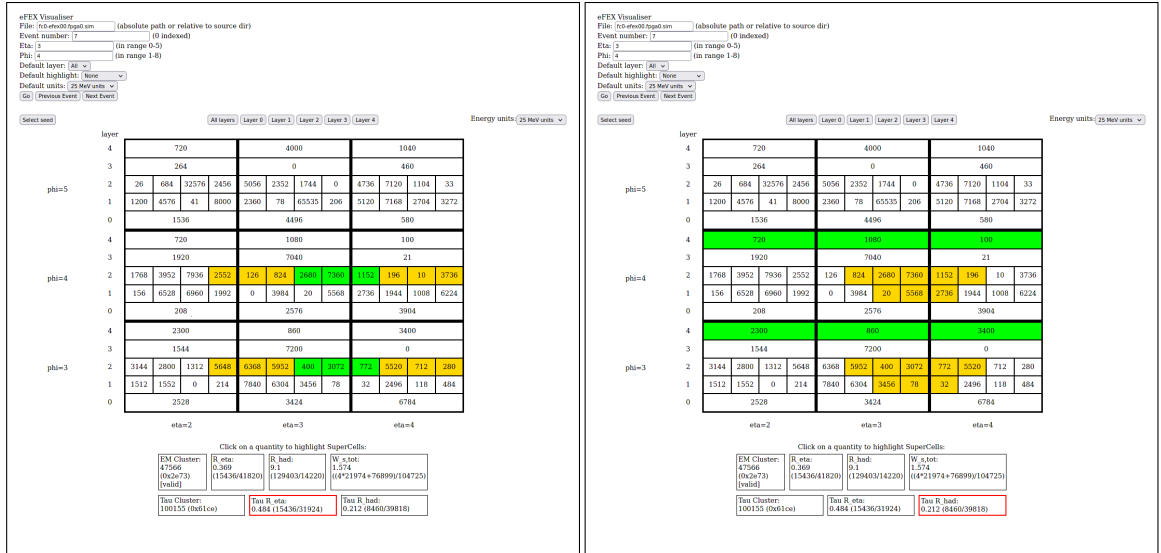 eFEX Visualiser
File: fc0-efex00.fpga0.sim (absolute path or relative to source dir)
Event number: 7 (0 indexed)
Eta: 3 (in range 0-5)
Phi: 4 (in range 1-8)
Default layer: All
Default highlight: None
Default units: 25 MeV units
Go Previous Event Next Event
Select seed All layers Layer 0 Layer 1 Layer 2 Layer 3 Layer 4 Energy units: 25 MeV units
layer
4 720 4000 1040
3 264 0 460
phi=5 2 26 684 32576 2456 5056 2352 1744 0 4736 7120 1104 33
1 1200 4576 41 8000 2360 78 65535 206 5120 7168 2704 3272
0 1536 4496 580
4 720 1080 100
3 1920 7040 21
phi=4 2 1768 3952 7936 2552 126 824 2680 7360 1152 196 10 3736
1 156 6528 6960 1992 0 3984 20 5568 2736 1944 1008 6224
0 208 2576 3904
4 2300 860 3400
3 1544 7200 0
phi=3 2 3144 2800 1312 5648 6368 5952 400 3072 772 5520 712 280
1 1512 1552 0 214 7840 6304 3456 78 32 2496 118 484
0 2528 3424 6784
eta=2 eta=3 eta=4
Click on a quantity to highlight SuperCells:
EM Cluster: R_eta: R_had: W_s,tot:
47566 0.369 9.1 1.574
(0x2e73) (15436/41820) (129403/14220) ((4*21974+76899)/104725)
[valid]
Tau Cluster: Tau R_eta: Tau R_had:
100155 (0x61ce) 0.484 (15436/31924) 0.212 (8460/39818)
eFEX Visualiser
File: fc0-efex00.fpga0.sim (absolute path or relative to source dir)
Event number: 7 (0 indexed)
Eta: 3 (in range 0-5)
Phi: 4 (in range 1-8)
Default layer: All
Default highlight: None
Default units: 25 MeV units
Go Previous Event Next Event
Select seed All layers Layer 0 Layer 1 Layer 2 Layer 3 Layer 4 Energy units: 25 MeV units
layer
4 720 4000 1040
3 264 0 460
phi=5 2 26 684 32576 2456 5056 2352 1744 0 4736 7120 1104 33
1 1200 4576 41 8000 2360 78 65535 206 5120 7168 2704 3272
0 1536 4496 580
4 720 1080 100
3 1920 7040 21
phi=4 2 1768 3952 7936 2552 126 824 2680 7360 1152 196 10 3736
1 156 6528 6960 1992 0 3984 20 5568 2736 1944 1008 6224
0 208 2576 3904
4 2300 860 3400
3 1544 7200 0
phi=3 2 3144 2800 1312 5648 6368 5952 400 3072 772 5520 712 280
1 1512 1552 0 214 7840 6304 3456 78 32 2496 118 484
0 2528 3424 6784
eta=2 eta=3 eta=4
Click on a quantity to highlight SuperCells:
EM Cluster: R_eta: R_had: W_s,tot:
47566 0.369 9.1 1.574
(0x2e73) (15436/41820) (129403/14220) ((4*21974+76899)/104725)
[valid]
Tau Cluster: Tau R_eta: Tau R_had:
100155 (0x61ce) 0.484 (15436/31924) 0.212 (8460/39818)